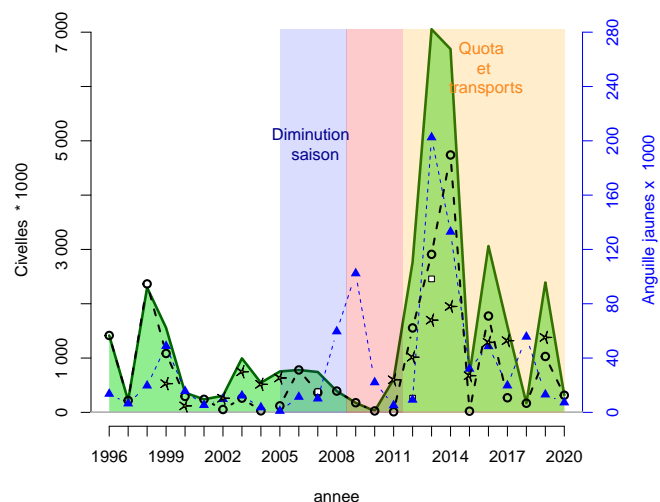 7 000
5 000
3 000
1 000
0
Civelles * 1000
Diminution
saison
Quota
et
transports
280
240
200
160
120
80
40
0
Anguille jaunes x 1000
1996
1999
2002
2005
2008
2011
2014
2017
2020
annee